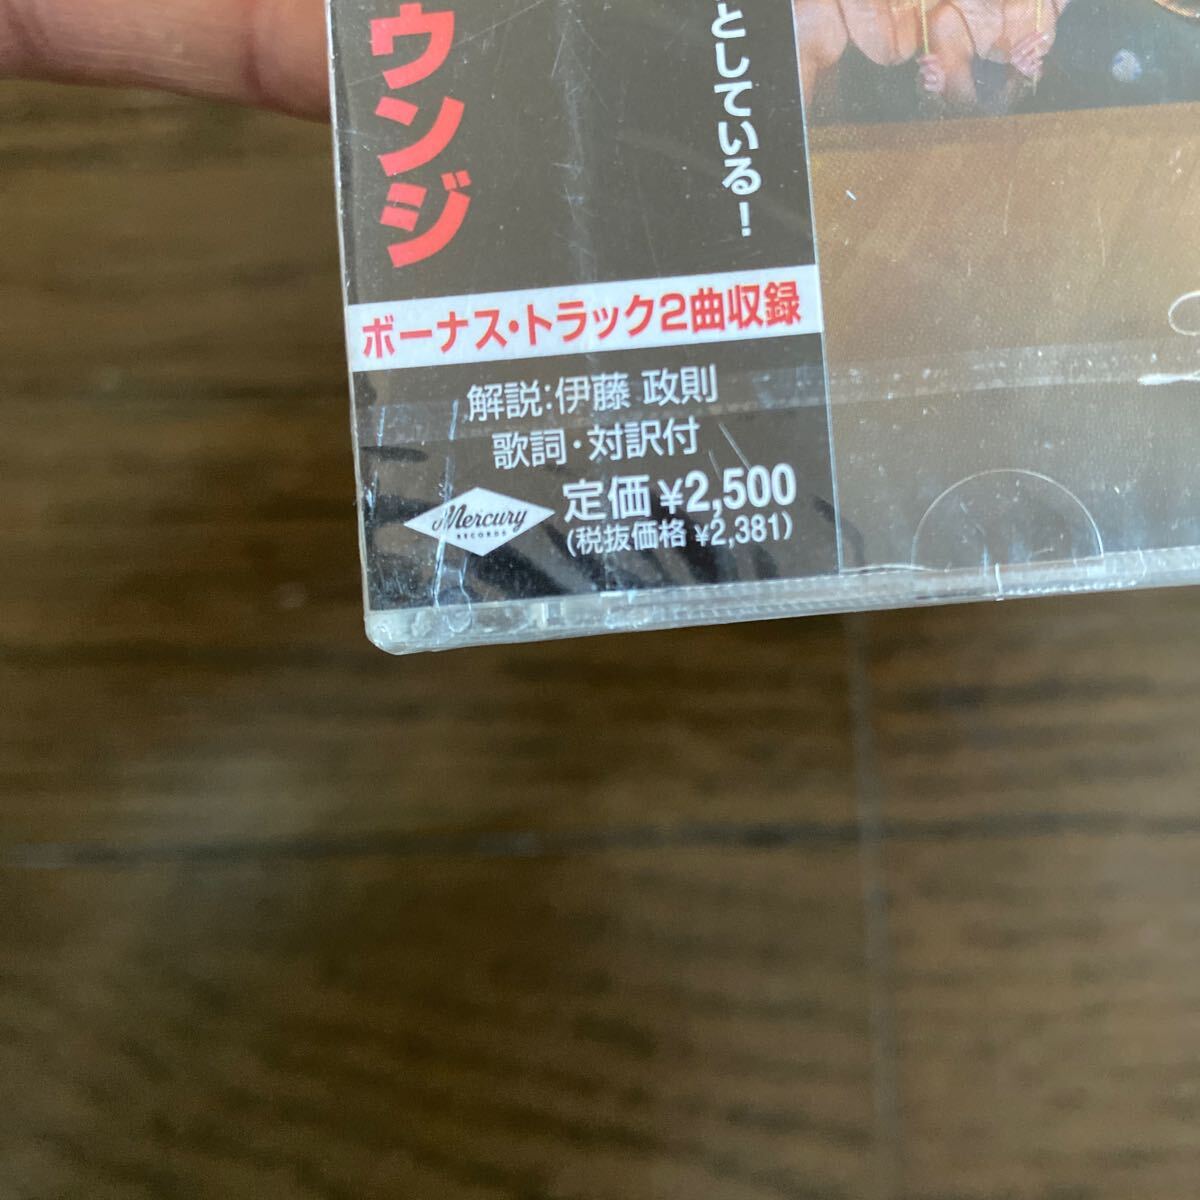 としている!
ウンジ
ボーナス・トラック2曲収録
解説:伊藤 政則
歌詞・対訳付
Mercury
RECORDS
定価 ¥2,500
(税抜価格 ¥2,381)